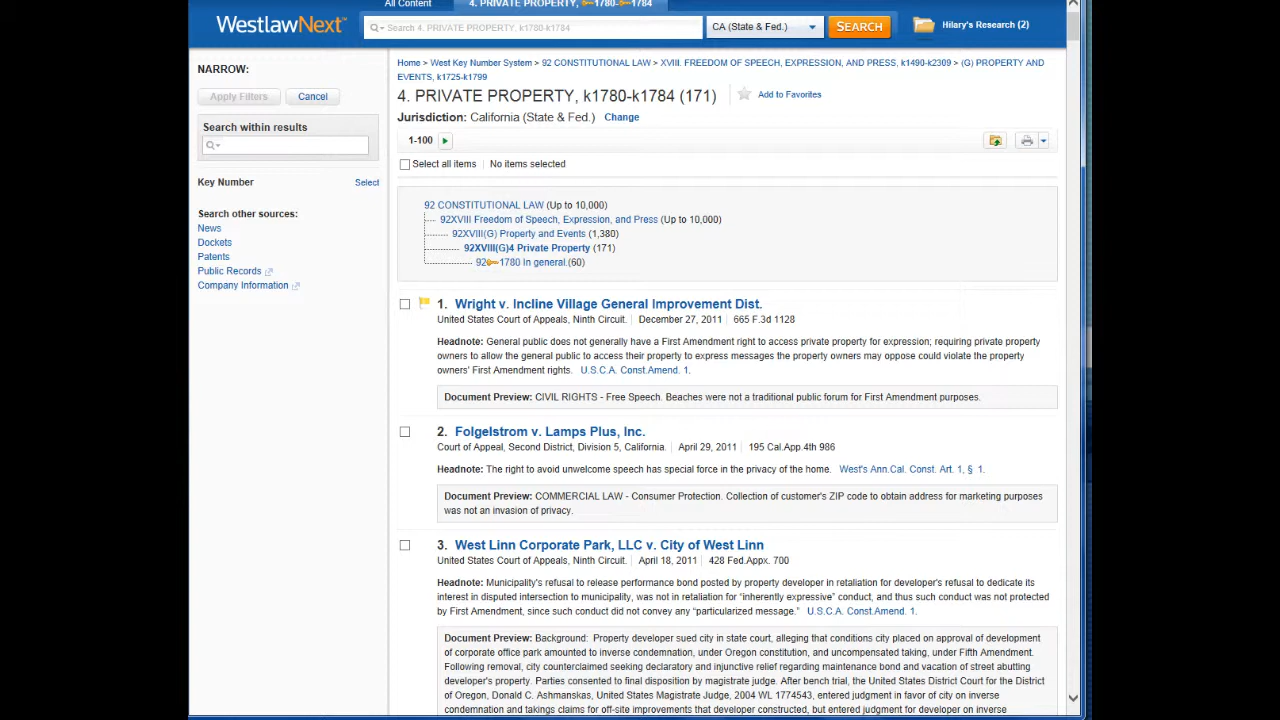 All Content 4. PRIVATE PROPERTY, k1780-k1784
WestlawNext™ Search 4. PRIVATE PROPERTY, k1780-k1784 CA (State & Fed.) SEARCH Hilary's Research (2)
NARROW:
Apply Filters Cancel
Search within results
Key Number Select
Search other sources:
News
Dockets
Patents
Public Records
Company Information
Home > West Key Number System > 92 CONSTITUTIONAL LAW > XVIII. FREEDOM OF SPEECH, EXPRESSION, AND PRESS, k1490-k2309 > (G) PROPERTY AND
EVENTS, k1725-k1799
4. PRIVATE PROPERTY, k1780-k1784 (171) Add to Favorites
Jurisdiction: California (State & Fed.) Change
1-100
Select all items No items selected
92 CONSTITUTIONAL LAW (Up to 10,000)
92XVIII Freedom of Speech, Expression, and Press (Up to 10,000)
92XVIII(G) Property and Events (1,380)
92XVIII(G)4 Private Property (171)
92 1780 In general.(60)
1. Wright v. Incline Village General Improvement Dist.
United States Court of Appeals, Ninth Circuit. December 27, 2011 665 F.3d 1128
Headnote: General public does not generally have a First Amendment right to access private property for expression; requiring private property
owners to allow the general public to access their property to express messages the property owners may oppose could violate the property
owners' First Amendment rights. U.S.C.A. Const.Amend. 1.
Document Preview: CIVIL RIGHTS - Free Speech. Beaches were not a traditional public forum for First Amendment purposes.
2. Folgelstrom v. Lamps Plus, Inc.
Court of Appeal, Second District, Division 5, California. April 29, 2011 195 Cal.App.4th 986
Headnote: The right to avoid unwelcome speech has special force in the privacy of the home. West's Ann.Cal. Const. Art. 1, § 1.
Document Preview: COMMERCIAL LAW - Consumer Protection. Collection of customer's ZIP code to obtain address for marketing purposes
was not an invasion of privacy.
3. West Linn Corporate Park, LLC v. City of West Linn
United States Court of Appeals, Ninth Circuit. April 18, 2011 428 Fed.Appx. 700
Headnote: Municipality's refusal to release performance bond posted by property developer in retaliation for developer's refusal to dedicate its
interest in disputed intersection to municipality, was not in retaliation for "inherently expressive" conduct, and thus such conduct was not protected
by First Amendment, since such conduct did not convey any "particularized message." U.S.C.A. Const.Amend. 1.
Document Preview: Background: Property developer sued city in state court, alleging that conditions city placed on approval of development
of corporate office park amounted to inverse condemnation, under Oregon constitution, and uncompensated taking, under Fifth Amendment.
Following removal, city counterclaimed seeking declaratory and injunctive relief regarding maintenance bond and vacation of street abutting
developer's property. Parties consented to final disposition by magistrate judge. After bench trial, the United States District Court for the District
of Oregon, Donald C. Ashmanskas, United States Magistrate Judge, 2004 WL 1774543, entered judgment in favor of city on inverse
condemnation and takings claims for off-site improvements that developer constructed, but entered judgment for developer on inverse